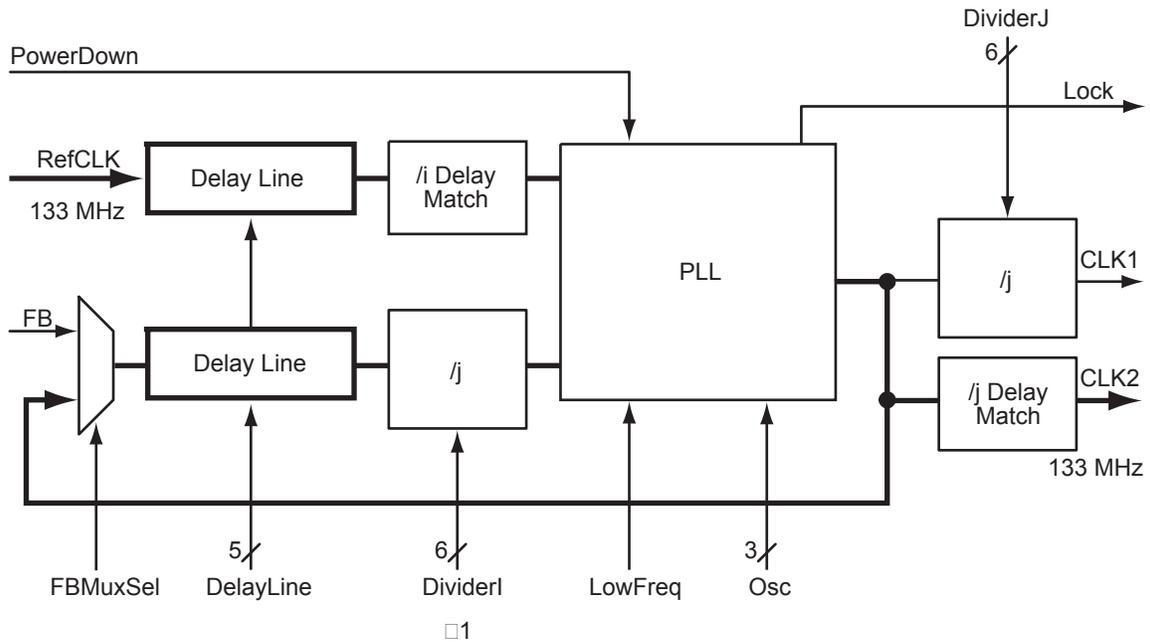 DividerJ
6
PowerDown
Lock
RefCLK
133 MHz
Delay Line
/i Delay
Match
PLL
/j
CLK1
FB
Delay Line
/j
/j Delay
Match
CLK2
133 MHz
5
6
3
FBMuxSel
DelayLine
DividerI
LowFreq
Osc
□1